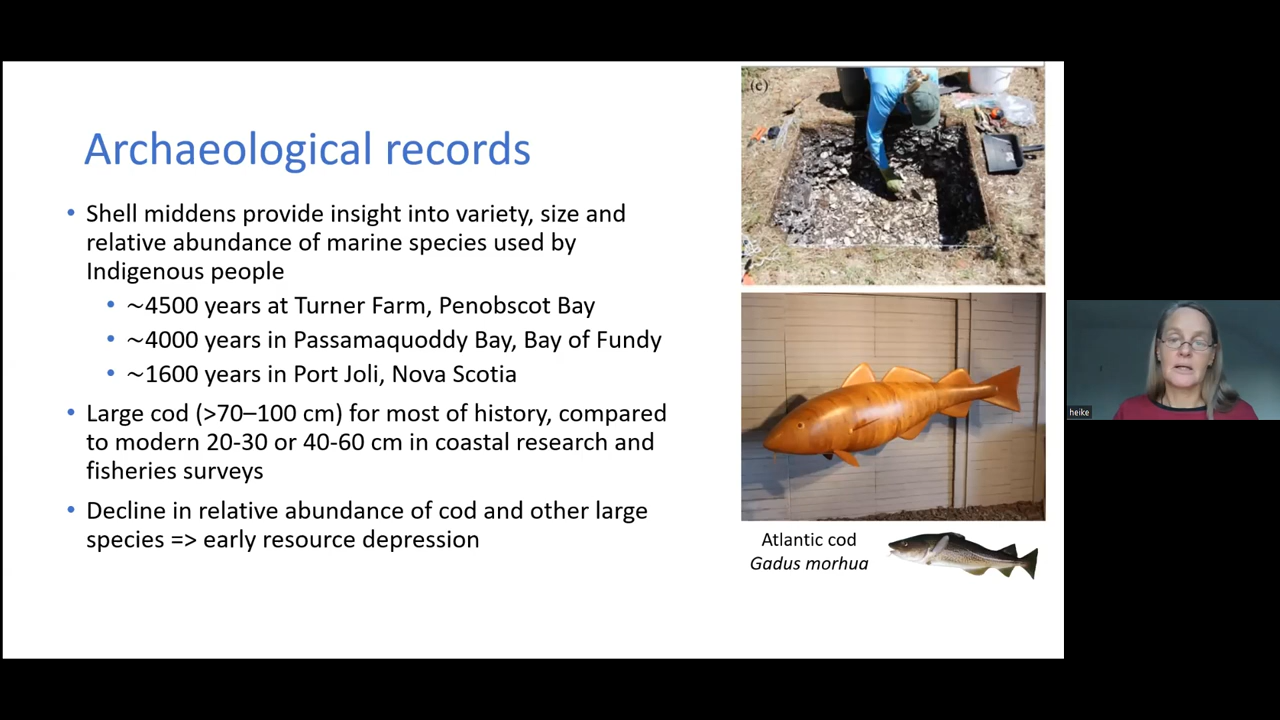 (c)
Archaeological records
• Shell middens provide insight into variety, size and
relative abundance of marine species used by
Indigenous people
• ~4500 years at Turner Farm, Penobscot Bay
• ~4000 years in Passamaquoddy Bay, Bay of Fundy
• ~1600 years in Port Joli, Nova Scotia
• Large cod (>70–100 cm) for most of history, compared
to modern 20-30 or 40-60 cm in coastal research and
fisheries surveys
• Decline in relative abundance of cod and other large
species => early resource depression
Atlantic cod
Gadus morhua
heike